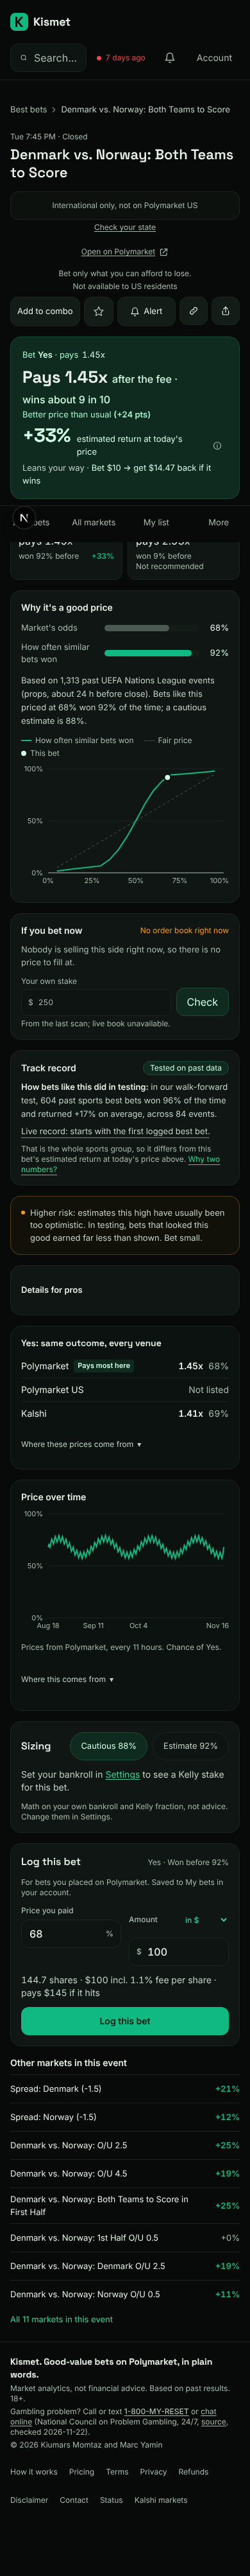 K Kismet
Search...
7 days ago
Account
Best bets > Denmark vs. Norway: Both Teams to Score
Tue 7:45 PM · Closed
Denmark vs. Norway: Both Teams
to Score
International only, not on Polymarket US
Check your state
Open on Polymarket
Bet only what you can afford to lose.
Not available to US residents
Add to combo
Alert
Bet Yes · pays 1.45x
Pays 1.45x after the fee ·
wins about 9 in 10
Better price than usual (+24 pts)
+33% estimated return at today's
price
Leans your way · Bet $10 → get $14.47 back if it
wins
N
All markets
My list
More
won 92% before +33%
won 9% before
Not recommended
Why it's a good price
Market's odds 68%
How often similar
bets won 92%
Based on 1,313 past UEFA Nations League events
(props, about 24 h before close). Bets like this
priced at 68% won 92% of the time; a cautious
estimate is 88%.
How often similar bets won
Fair price
This bet
100%
50%
0%
0% 25% 50% 75% 100%
If you bet now
No order book right now
Nobody is selling this side right now, so there is no
price to fill at.
Your own stake
$ 250
Check
From the last scan; live book unavailable.
Track record
Tested on past data
How bets like this did in testing: in our walk-forward
test, 604 past sports best bets won 96% of the time
and returned +17% on average, across 84 events.
Live record: starts with the first logged best bet.
That is the whole sports group, so it differs from this
bet's estimated return at today's price above. Why two
numbers?
Higher risk: estimates this high have usually been
too optimistic. In testing, bets that looked this
good earned far less than shown. Bet small.
Details for pros
Yes: same outcome, every venue
Polymarket Pays most here 1.45x 68%
Polymarket US Not listed
Kalshi 1.41x 69%
Where these prices come from ▾
Price over time
100%
50%
0%
Aug 18 Sep 11 Oct 4 Nov 16
Prices from Polymarket, every 11 hours. Chance of Yes.
Where this comes from ▾
Sizing
Cautious 88%
Estimate 92%
Set your bankroll in Settings to see a Kelly stake
for this bet.
Math on your own bankroll and Kelly fraction, not advice.
Change them in Settings.
Log this bet
Yes · Won before 92%
For bets you placed on Polymarket. Saved to My bets in
your account.
Price you paid
Amount
in $
68 %
$ 100
144.7 shares · $100 incl. 1.1% fee per share ·
pays $145 if it hits
Log this bet
Other markets in this event
Spread: Denmark (-1.5) +21%
Spread: Norway (-1.5) +12%
Denmark vs. Norway: O/U 2.5 +25%
Denmark vs. Norway: O/U 4.5 +19%
Denmark vs. Norway: Both Teams to Score in
First Half +25%
Denmark vs. Norway: 1st Half O/U 0.5 +0%
Denmark vs. Norway: Denmark O/U 2.5 +19%
Denmark vs. Norway: Norway O/U 0.5 +11%
All 11 markets in this event
Kismet. Good-value bets on Polymarket, in plain
words.
Market analytics, not financial advice. Based on past results.
18+.
Gambling problem? Call or text 1-800-MY-RESET or chat
online (National Council on Problem Gambling, 24/7, source,
checked 2026-11-22).
© 2026 Kiumars Momtaz and Marc Yamin
How it works
Pricing
Terms
Privacy
Refunds
Disclaimer
Contact
Status
Kalshi markets